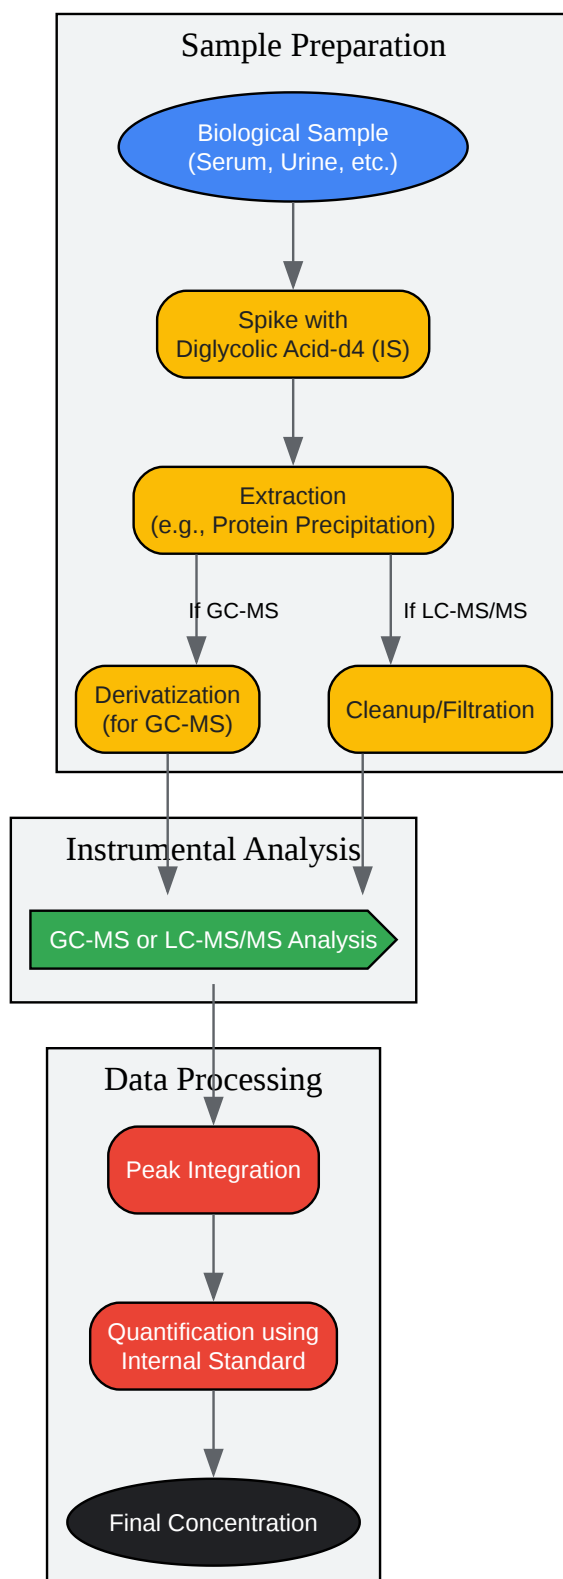 Sample Preparation
Biological Sample
(Serum, Urine, etc.)
Spike with
Diglycolic Acid-d4 (IS)
Extraction
(e.g., Protein Precipitation)
If GC-MS
If LC-MS/MS
Derivatization
(for GC-MS)
Cleanup/Filtration
Instrumental Analysis
GC-MS or LC-MS/MS Analysis
Data Processing
Peak Integration
Quantification using
Internal Standard
Final Concentration